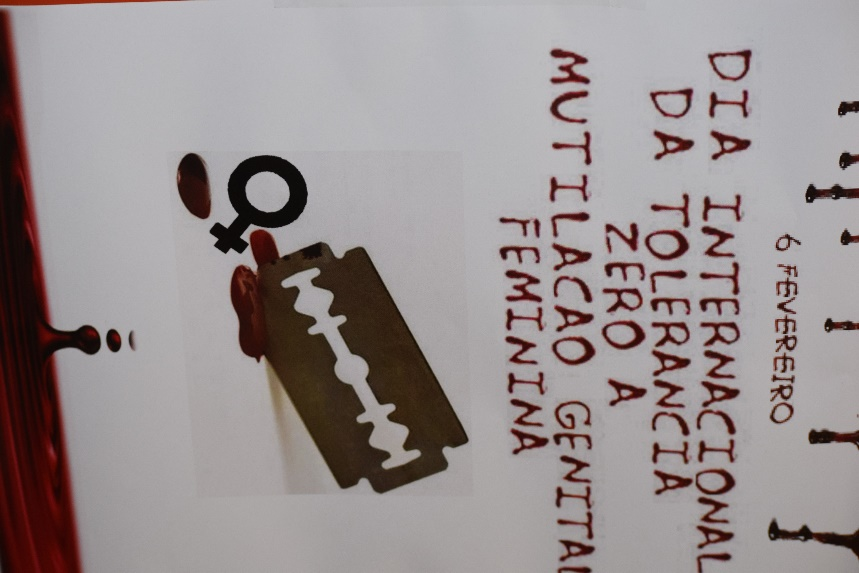 6 FEVEREIRO
DIA INTERNACIONAL
DA TOLERANCIA
ZERO A
MUTILACAO GENITAL
FEMININA